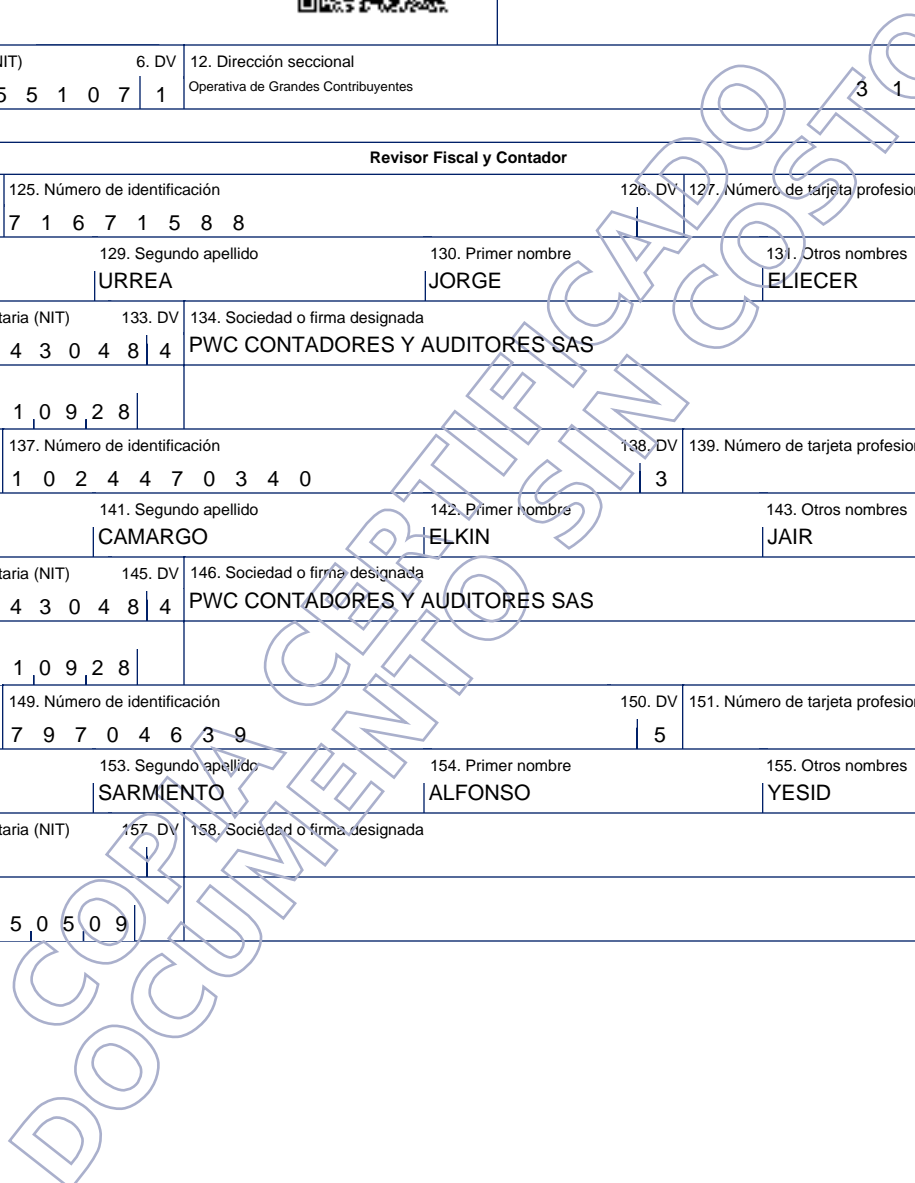 NIT) 6. DV 12. Dirección seccional
5 5 1 0 7 1 Operativa de Grandes Contribuyentes 3 1
Revisor Fiscal y Contador
125. Número de identificación 126. DV 127. Número de tarjeta profesion
7 1 6 7 1 5 8 8
129. Segundo apellido 130. Primer nombre 131. Otros nombres
URREA JORGE ELIECER
taria (NIT) 133. DV 134. Sociedad o firma designada
4 3 0 4 8 4 PWC CONTADORES Y AUDITORES SAS
1 0 9 2 8
137. Número de identificación 138. DV 139. Número de tarjeta profesion
1 0 2 4 4 7 0 3 4 0 3
141. Segundo apellido 142. Primer nombre 143. Otros nombres
CAMARGO ELKIN JAIR
taria (NIT) 145. DV 146. Sociedad o firma designada
4 3 0 4 8 4 PWC CONTADORES Y AUDITORES SAS
1 0 9 2 8
149. Número de identificación 150. DV 151. Número de tarjeta profesion
7 9 7 0 4 6 3 9 5
153. Segundo apellido 154. Primer nombre 155. Otros nombres
SARMIENTO ALFONSO YESID
taria (NIT) 157. DV 158. Sociedad o firma designada
5 0 5 0 9
COPIA CERTIFICADO
DOCUMENTO SIN COSTO